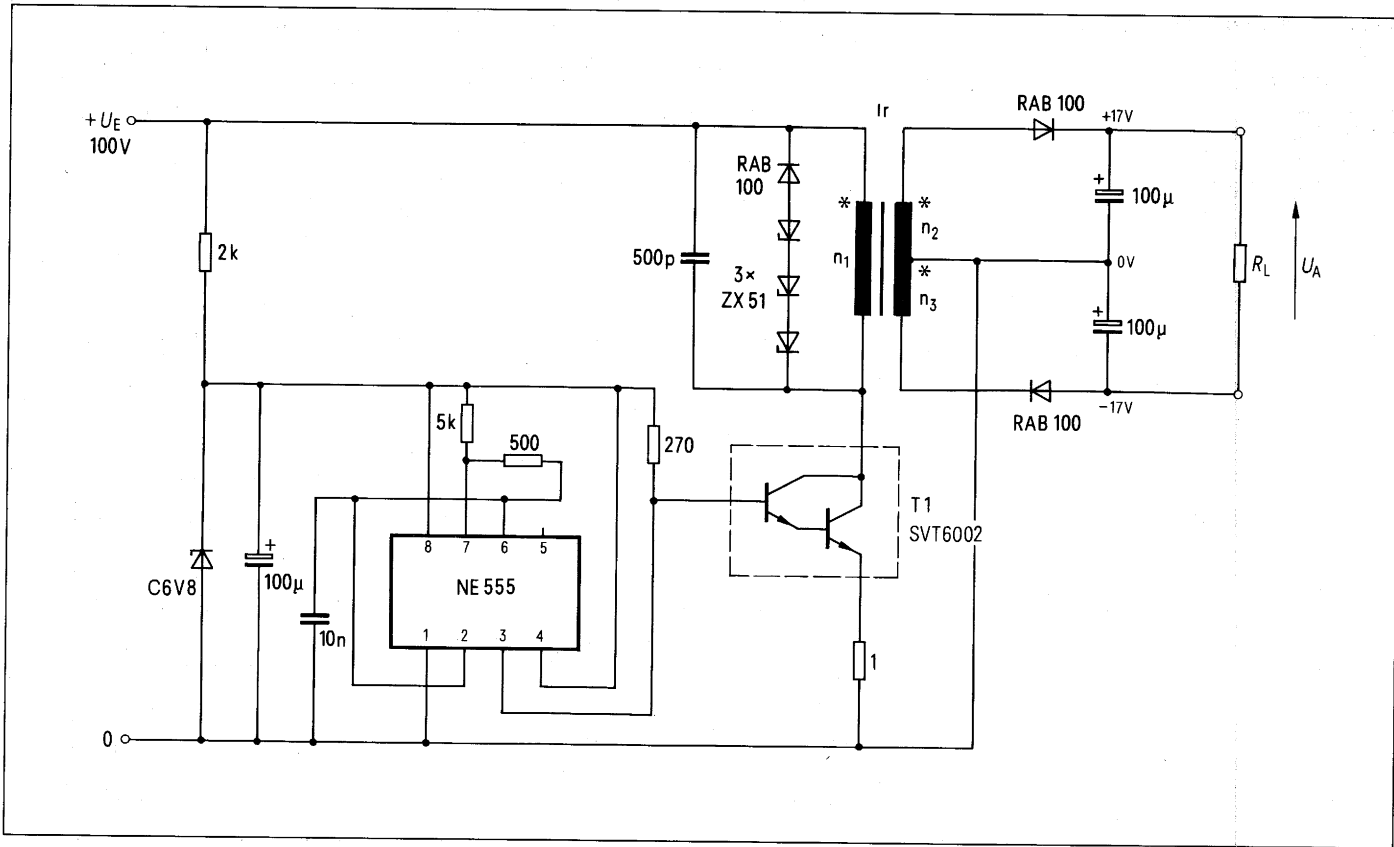 + U_E
100V
2k
C6V8
100µ
+
10n
5k
500
270
8 7 6 5
NE 555
1 2 3 4
0
500p
RAB
100
3×
ZX 51
*
n₁
Ir
*
n₂
*
n₃
T1
SVT6002
1
RAB 100
+17V
+
100µ
0V
+
100µ
-17V
RAB 100
R_L
U_A